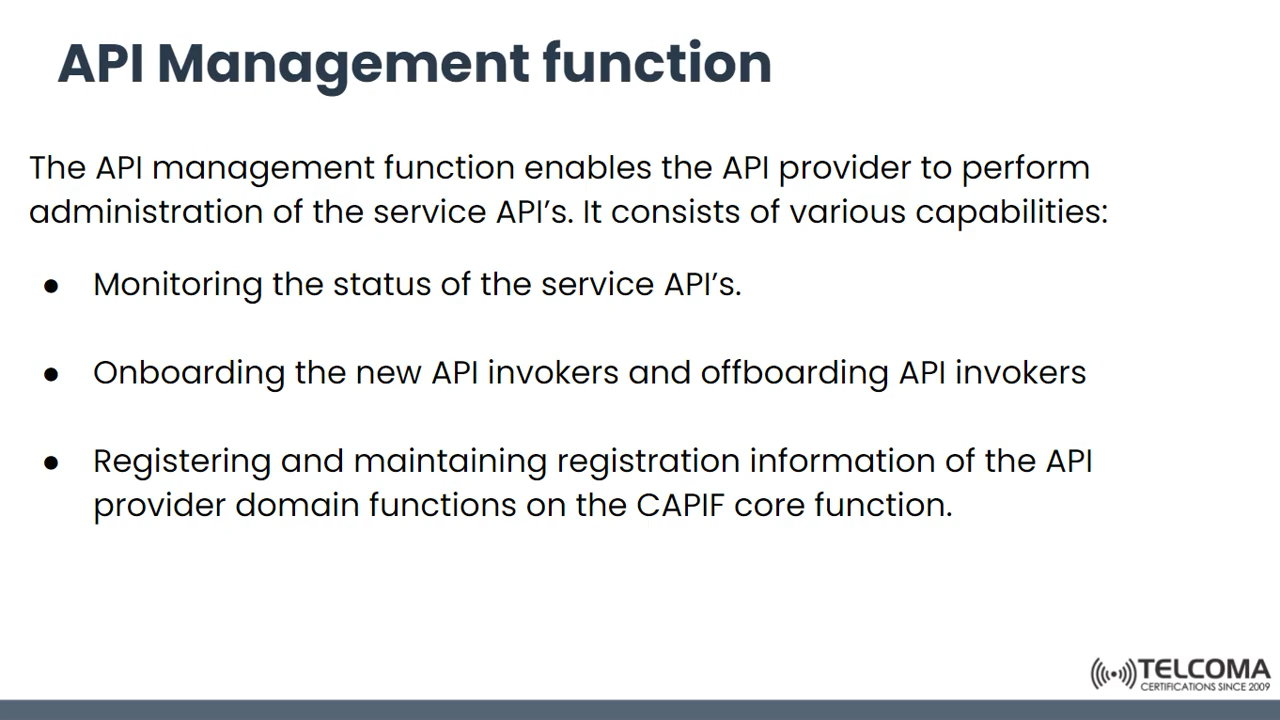 API Management function
The API management function enables the API provider to perform
administration of the service API’s. It consists of various capabilities:
● Monitoring the status of the service API’s.
● Onboarding the new API invokers and offboarding API invokers
● Registering and maintaining registration information of the API
provider domain functions on the CAPIF core function.
TELCOMA
CERTIFICATIONS SINCE 2009